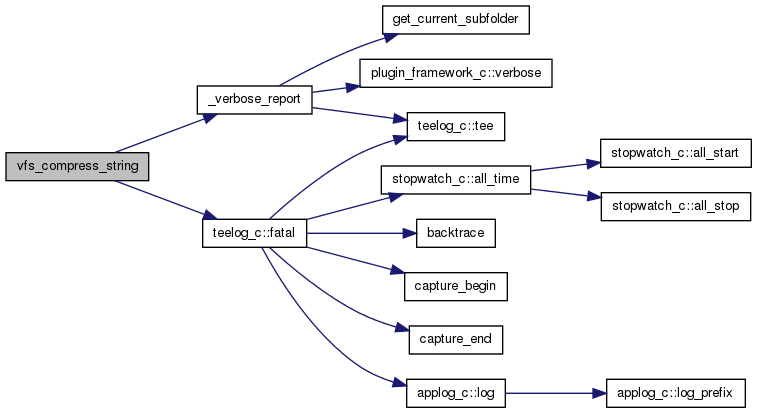 get_current_subfolder
plugin_framework_c::verbose
_verbose_report
teelog_c::tee
stopwatch_c::all_start
vfs_compress_string
stopwatch_c::all_time
stopwatch_c::all_stop
teelog_c::fatal
backtrace
capture_begin
capture_end
applog_c::log
applog_c::log_prefix